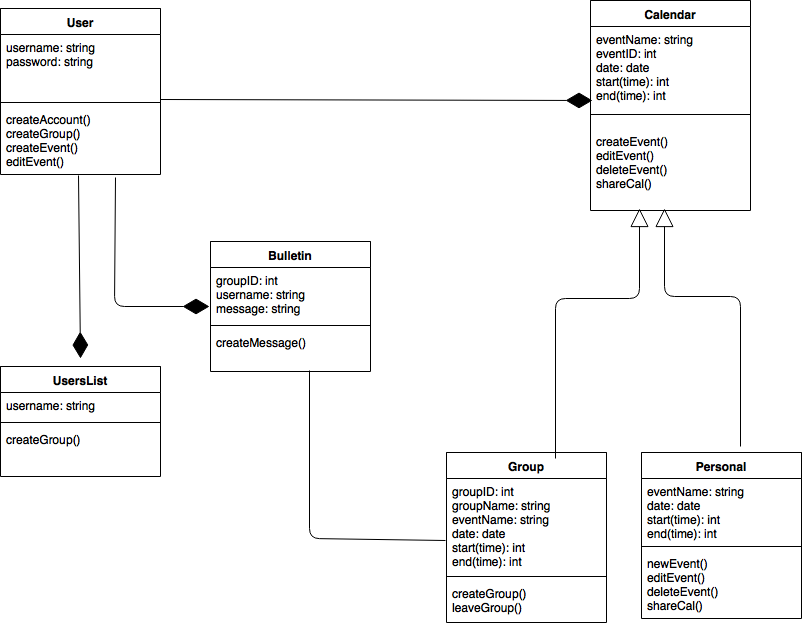 User
username: string
password: string
createAccount()
createGroup()
createEvent()
editEvent()
Calendar
eventName: string
eventID: int
date: date
start(time): int
end(time): int
createEvent()
editEvent()
deleteEvent()
shareCal()
Bulletin
groupID: int
username: string
message: string
createMessage()
UsersList
username: string
createGroup()
Group
groupID: int
groupName: string
eventName: string
date: date
start(time): int
end(time): int
createGroup()
leaveGroup()
Personal
eventName: string
date: date
start(time): int
end(time): int
newEvent()
editEvent()
deleteEvent()
shareCal()